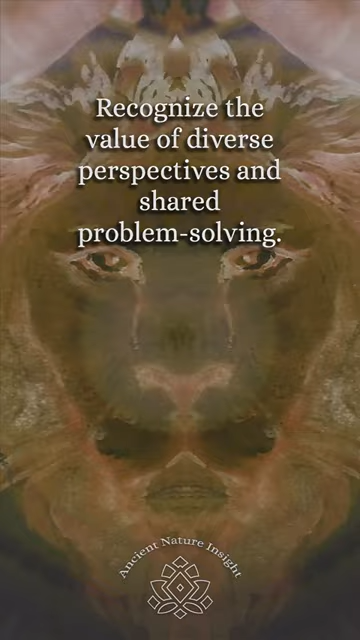 Recognize the
value of diverse
perspectives and
shared
problem-solving.
Ancient Nature Insight